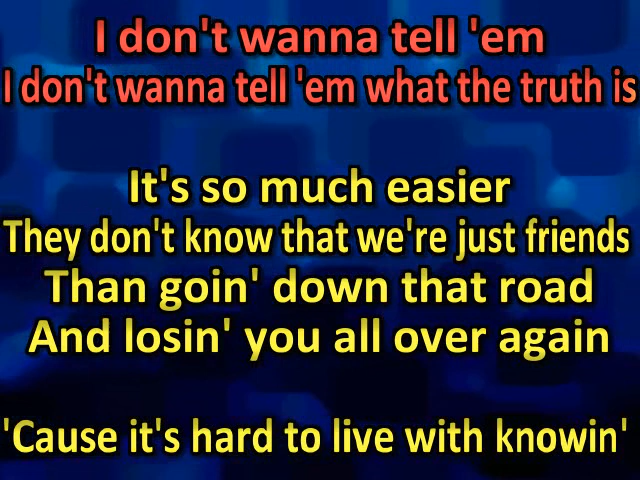 I don't wanna tell 'em
I don't wanna tell 'em what the truth is
It's so much easier
They don't know that we're just friends
Than goin' down that road
And losin' you all over again
'Cause it's hard to live with knowin'